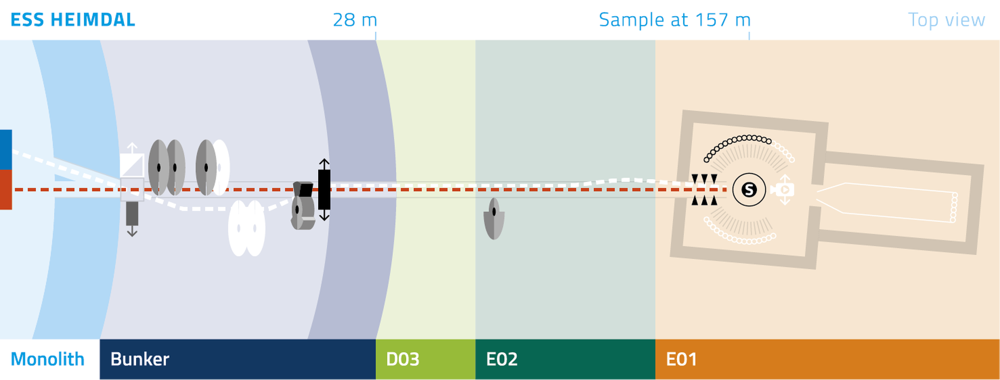 ESS HEIMDAL
28 m
Sample at 157 m
Top view
S
Monolith
Bunker
D03
E02
E01